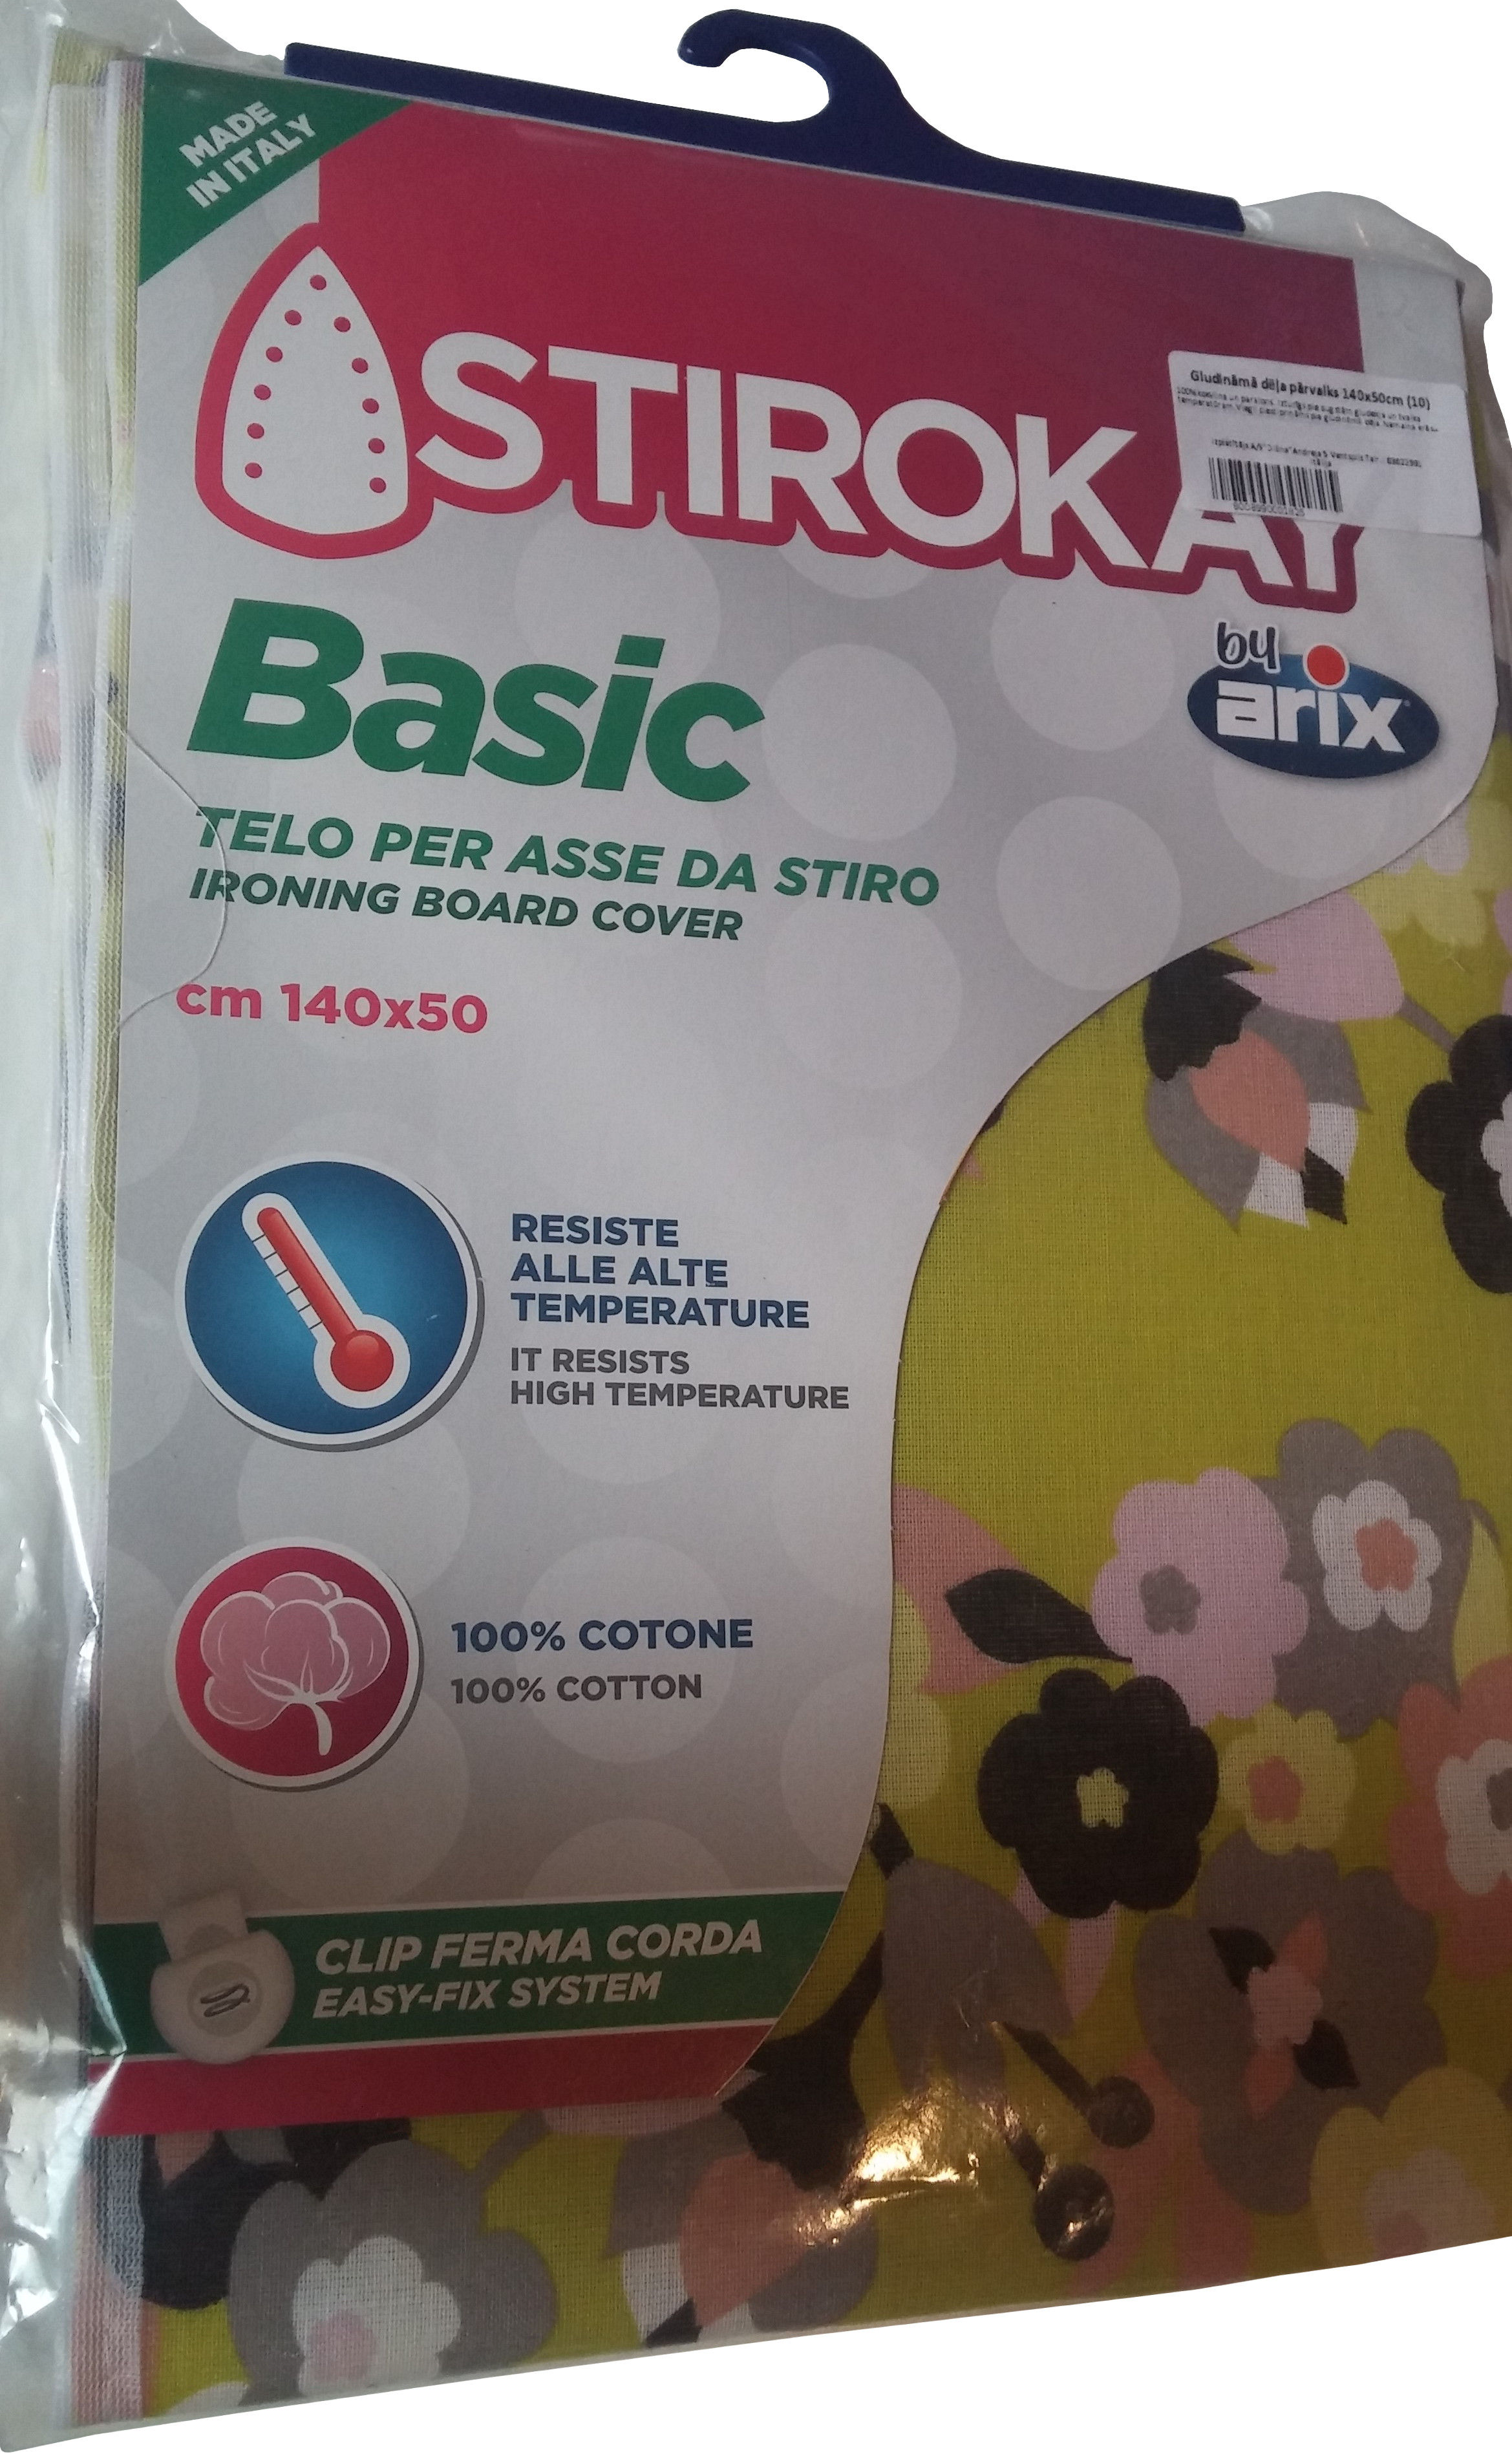 MADE
IN ITALY
STIROKAY
Gludināmā dēļa pārvalks 140x50cm (10)
by
arix
Basic
TELO PER ASSE DA STIRO
IRONING BOARD COVER
cm 140x50
RESISTE
ALLE ALTE
TEMPERATURE
IT RESISTS
HIGH TEMPERATURE
100% COTONE
100% COTTON
CLIP FERMA CORDA
EASY-FIX SYSTEM